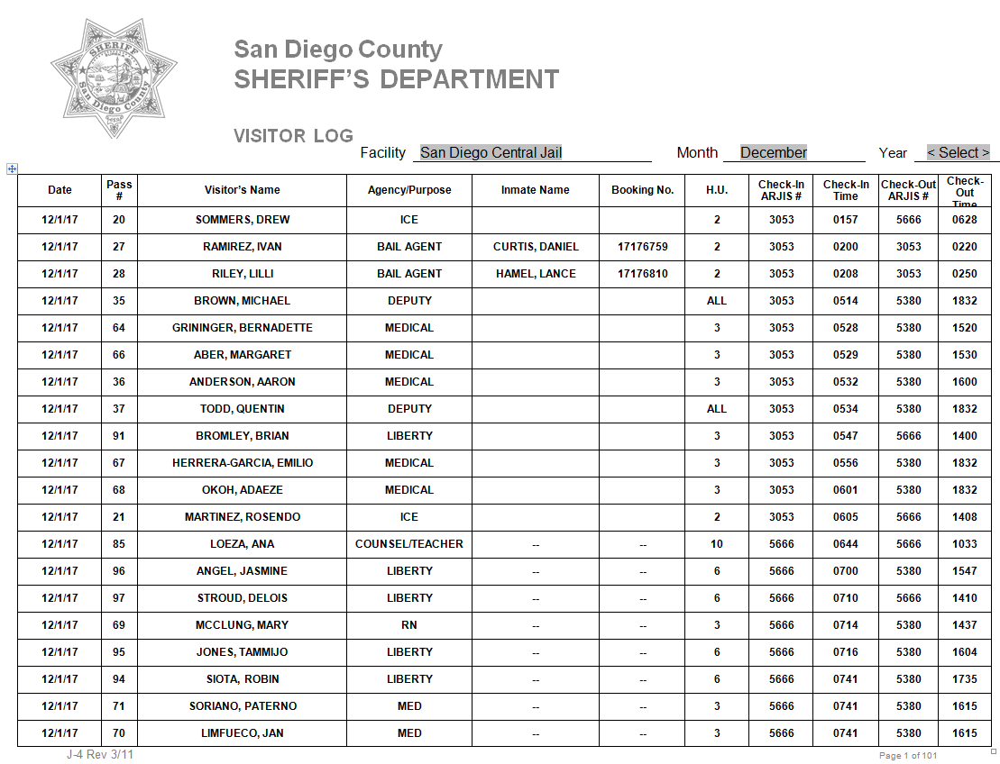 SHERIFF
San Diego County
San Diego County
SHERIFF'S DEPARTMENT
VISITOR LOG
Facility San Diego Central Jail Month December Year < Select >
Date Pass # Visitor's Name Agency/Purpose Inmate Name Booking No. H.U. Check-In ARJIS # Check-In Time Check-Out ARJIS # Check-Out Time
12/1/17 20 SOMMERS, DREW ICE 2 3053 0157 5666 0628
12/1/17 27 RAMIREZ, IVAN BAIL AGENT CURTIS, DANIEL 17176759 2 3053 0200 3053 0220
12/1/17 28 RILEY, LILLI BAIL AGENT HAMEL, LANCE 17176810 2 3053 0208 3053 0250
12/1/17 35 BROWN, MICHAEL DEPUTY ALL 3053 0514 5380 1832
12/1/17 64 GRININGER, BERNADETTE MEDICAL 3 3053 0528 5380 1520
12/1/17 66 ABER, MARGARET MEDICAL 3 3053 0529 5380 1530
12/1/17 36 ANDERSON, AARON MEDICAL 3 3053 0532 5380 1600
12/1/17 37 TODD, QUENTIN DEPUTY ALL 3053 0534 5380 1832
12/1/17 91 BROMLEY, BRIAN LIBERTY 3 3053 0547 5666 1400
12/1/17 67 HERRERA-GARCIA, EMILIO MEDICAL 3 3053 0556 5380 1832
12/1/17 68 OKOH, ADAEZE MEDICAL 3 3053 0601 5380 1832
12/1/17 21 MARTINEZ, ROSENDO ICE 2 3053 0605 5666 1408
12/1/17 85 LOEZA, ANA COUNSEL/TEACHER -- -- 10 5666 0644 5666 1033
12/1/17 96 ANGEL, JASMINE LIBERTY -- -- 6 5666 0700 5380 1547
12/1/17 97 STROUD, DELOIS LIBERTY -- -- 6 5666 0710 5666 1410
12/1/17 69 MCCLUNG, MARY RN -- -- 3 5666 0714 5380 1437
12/1/17 95 JONES, TAMMIJO LIBERTY -- -- 6 5666 0716 5380 1604
12/1/17 94 SIOTA, ROBIN LIBERTY -- -- 6 5666 0741 5380 1735
12/1/17 71 SORIANO, PATERNO MED -- -- 3 5666 0741 5380 1615
12/1/17 70 LIMFUECO, JAN MED -- -- 3 5666 0741 5380 1615
J-4 Rev 3/11 Page 1 of 101